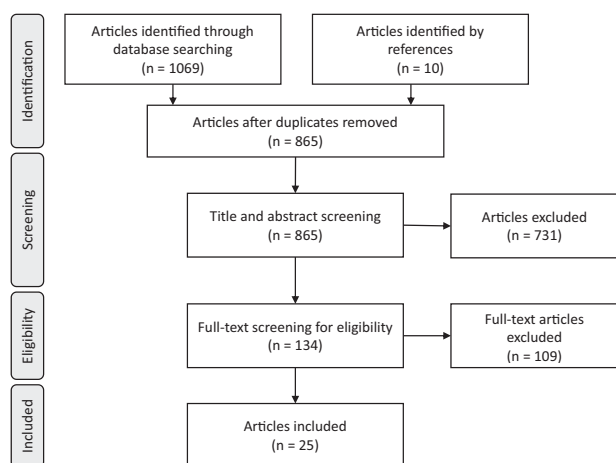 Identification
Articles identified through
database searching
(n = 1069)
Articles identified by
references
(n = 10)
Articles after duplicates removed
(n = 865)
Screening
Title and abstract screening
(n = 865)
Articles excluded
(n = 731)
Eligibility
Full-text screening for eligibility
(n = 134)
Full-text articles
excluded
(n = 109)
Included
Articles included
(n = 25)